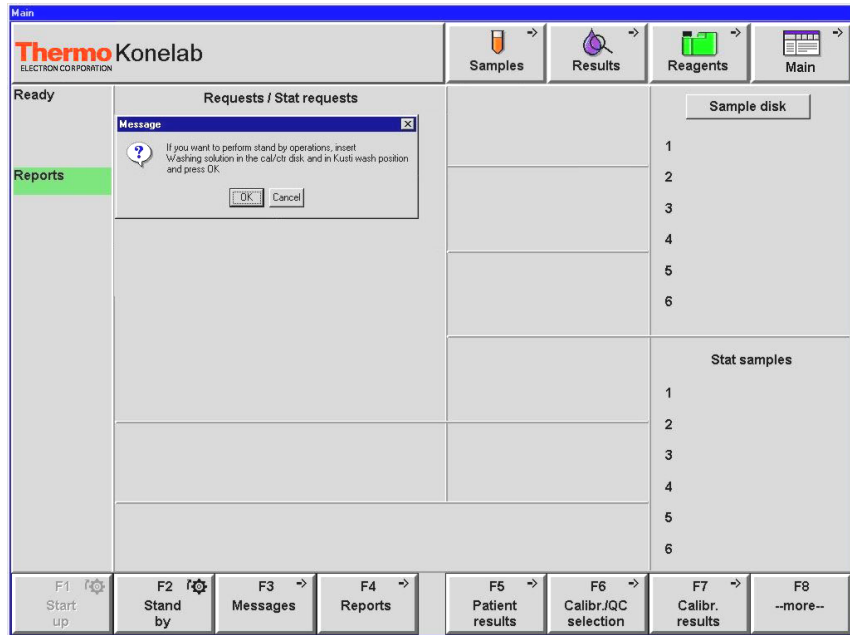 Main
Thermo Konelab
ELECTRON CORPORATION
Samples
Results
Reagents
Main
Ready
Requests / Stat requests
Sample disk
Message
If you want to perform stand by operations, insert
Washing solution in the cal/ctr disk and in Kusti wash position
and press OK
OK Cancel
Reports
1
2
3
4
5
6
Stat samples
1
2
3
4
5
6
F1
Start
up
F2
Stand
by
F3
Messages
F4
Reports
F5
Patient
results
F6
Calibr./QC
selection
F7
Calibr.
results
F8
--more--